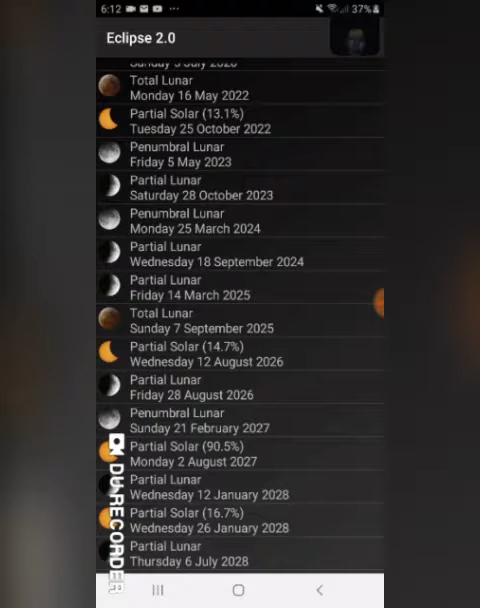 6:12 ... 37%
Eclipse 2.0
Sunday 5 July 2020
Total Lunar
Monday 16 May 2022
Partial Solar (13.1%)
Tuesday 25 October 2022
Penumbral Lunar
Friday 5 May 2023
Partial Lunar
Saturday 28 October 2023
Penumbral Lunar
Monday 25 March 2024
Partial Lunar
Wednesday 18 September 2024
Partial Lunar
Friday 14 March 2025
Total Lunar
Sunday 7 September 2025
Partial Solar (14.7%)
Wednesday 12 August 2026
Partial Lunar
Friday 28 August 2026
Penumbral Lunar
Sunday 21 February 2027
Partial Solar (90.5%)
Monday 2 August 2027
Partial Lunar
Wednesday 12 January 2028
Partial Solar (16.7%)
Wednesday 26 January 2028
Partial Lunar
Thursday 6 July 2028
DU RECORDER